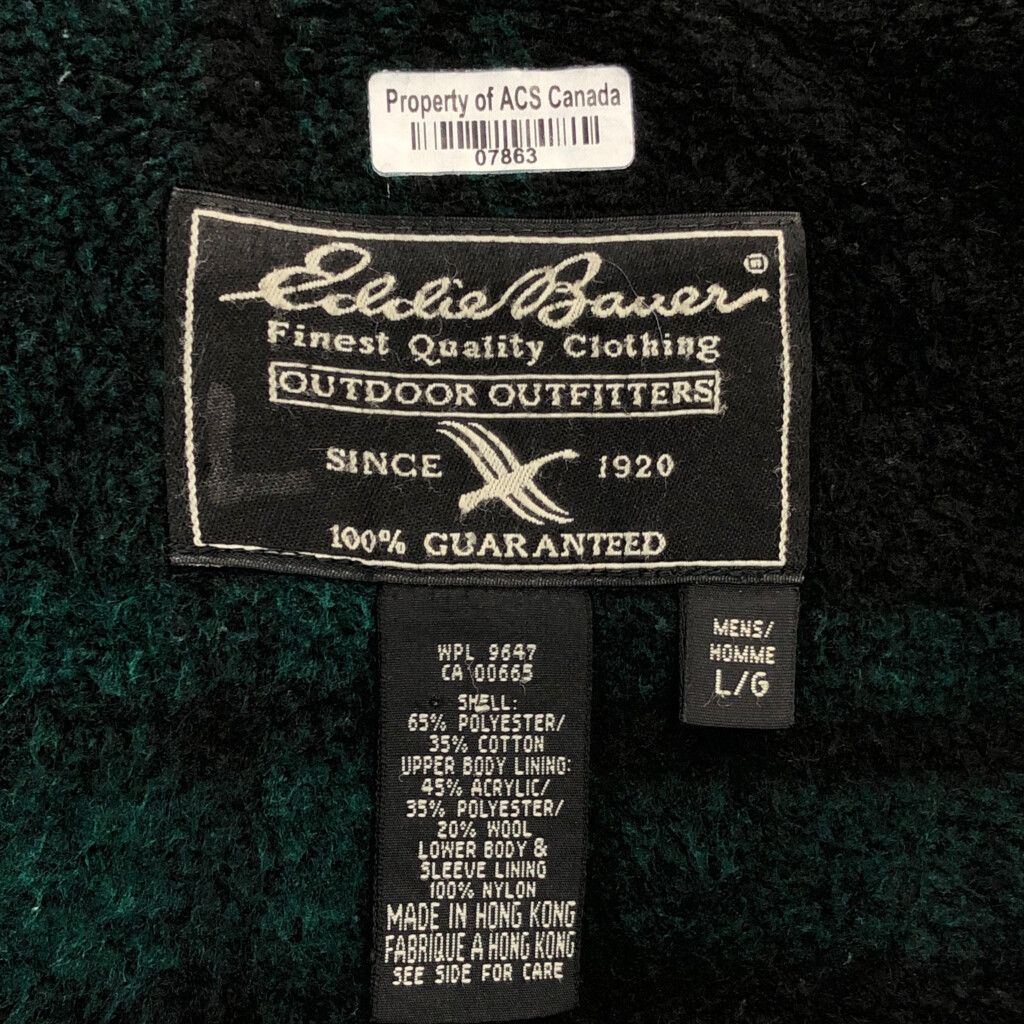 Property of ACS Canada
07863
Eddie Bauer®
Finest Quality Clothing
OUTDOOR OUTFITTERS
SINCE 1920
100% GUARANTEED
WPL 9647
CA 00665
SHELL:
65% POLYESTER/
35% COTTON
UPPER BODY LINING:
45% ACRYLIC/
35% POLYESTER/
20% WOOL
LOWER BODY &
SLEEVE LINING
100% NYLON
MADE IN HONG KONG
FABRIQUE A HONG KONG
SEE SIDE FOR CARE
MENS/
HOMME
L/G